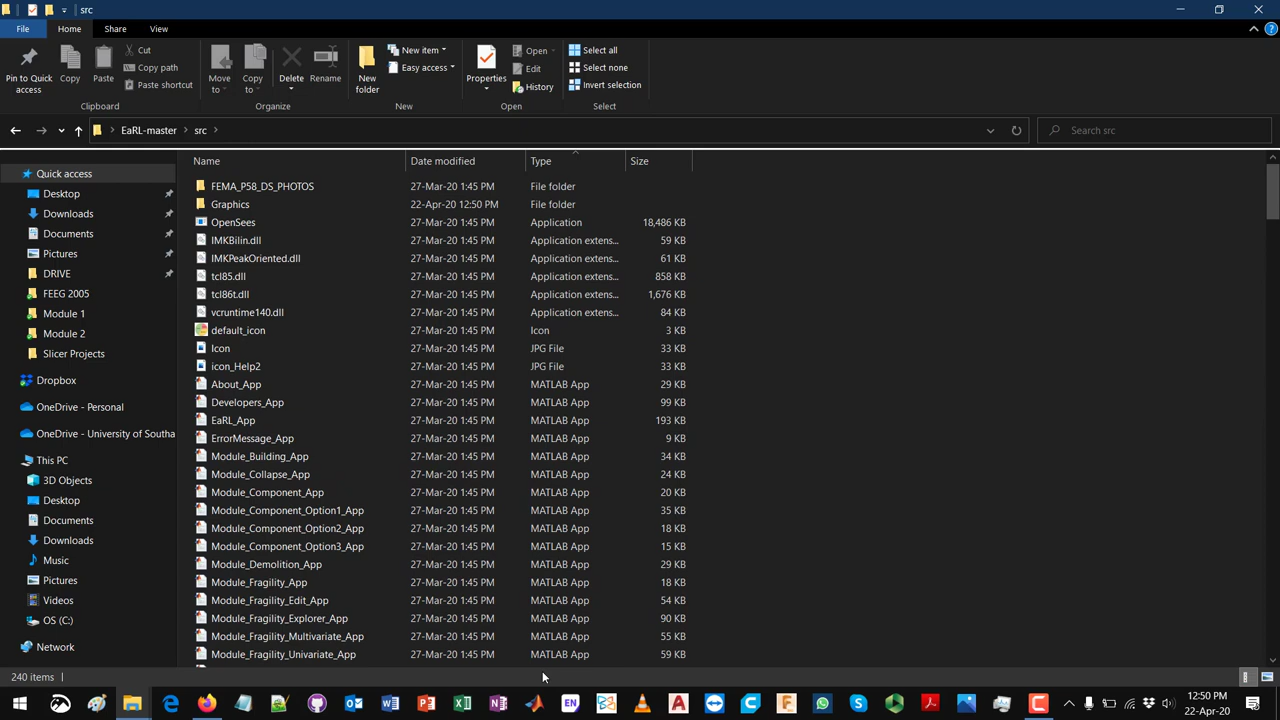 src
File Home Share View
Pin to Quick access
Copy
Paste
Cut
Copy path
Paste shortcut
Clipboard
Move to
Copy to
Delete
Rename
Organize
New folder
New item
Easy access
New
Properties
Open
Edit
History
Open
Select all
Select none
Invert selection
Select
EaRL-master > src >
Search src
Quick access
Desktop
Downloads
Documents
Pictures
DRIVE
FEEG 2005
Module 1
Module 2
Slicer Projects
Dropbox
OneDrive - Personal
OneDrive - University of Southa
This PC
3D Objects
Desktop
Documents
Downloads
Music
Pictures
Videos
OS (C:)
Network
Name Date modified Type Size
FEMA_P58_DS_PHOTOS 27-Mar-20 1:45 PM File folder
Graphics 22-Apr-20 12:50 PM File folder
OpenSees 27-Mar-20 1:45 PM Application 18,486 KB
IMKBilin.dll 27-Mar-20 1:45 PM Application extens... 59 KB
IMKPeakOriented.dll 27-Mar-20 1:45 PM Application extens... 61 KB
tcl85.dll 27-Mar-20 1:45 PM Application extens... 858 KB
tcl86t.dll 27-Mar-20 1:45 PM Application extens... 1,676 KB
vcruntime140.dll 27-Mar-20 1:45 PM Application extens... 84 KB
default_icon 27-Mar-20 1:45 PM Icon 3 KB
Icon 27-Mar-20 1:45 PM JPG File 33 KB
icon_Help2 27-Mar-20 1:45 PM JPG File 33 KB
About_App 27-Mar-20 1:45 PM MATLAB App 29 KB
Developers_App 27-Mar-20 1:45 PM MATLAB App 99 KB
EaRL_App 27-Mar-20 1:45 PM MATLAB App 193 KB
ErrorMessage_App 27-Mar-20 1:45 PM MATLAB App 9 KB
Module_Building_App 27-Mar-20 1:45 PM MATLAB App 34 KB
Module_Collapse_App 27-Mar-20 1:45 PM MATLAB App 24 KB
Module_Component_App 27-Mar-20 1:45 PM MATLAB App 20 KB
Module_Component_Option1_App 27-Mar-20 1:45 PM MATLAB App 35 KB
Module_Component_Option2_App 27-Mar-20 1:45 PM MATLAB App 18 KB
Module_Component_Option3_App 27-Mar-20 1:45 PM MATLAB App 15 KB
Module_Demolition_App 27-Mar-20 1:45 PM MATLAB App 29 KB
Module_Fragility_App 27-Mar-20 1:45 PM MATLAB App 18 KB
Module_Fragility_Edit_App 27-Mar-20 1:45 PM MATLAB App 54 KB
Module_Fragility_Explorer_App 27-Mar-20 1:45 PM MATLAB App 90 KB
Module_Fragility_Multivariate_App 27-Mar-20 1:45 PM MATLAB App 55 KB
Module_Fragility_Univariate_App 27-Mar-20 1:45 PM MATLAB App 59 KB
240 items
EN
12:50 PM
22-Apr-20